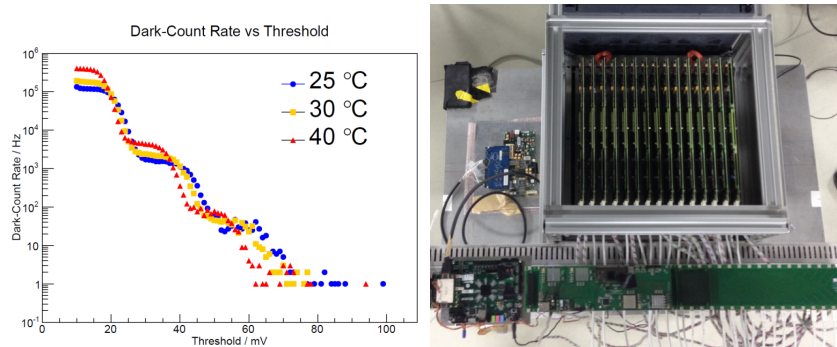 Dark-Count Rate vs Threshold
Dark-Count Rate / Hz
10^6
10^5
10^4
10^3
10^2
10
1
10^-1
25 °C
30 °C
40 °C
0 20 40 60 80 100
Threshold / mV